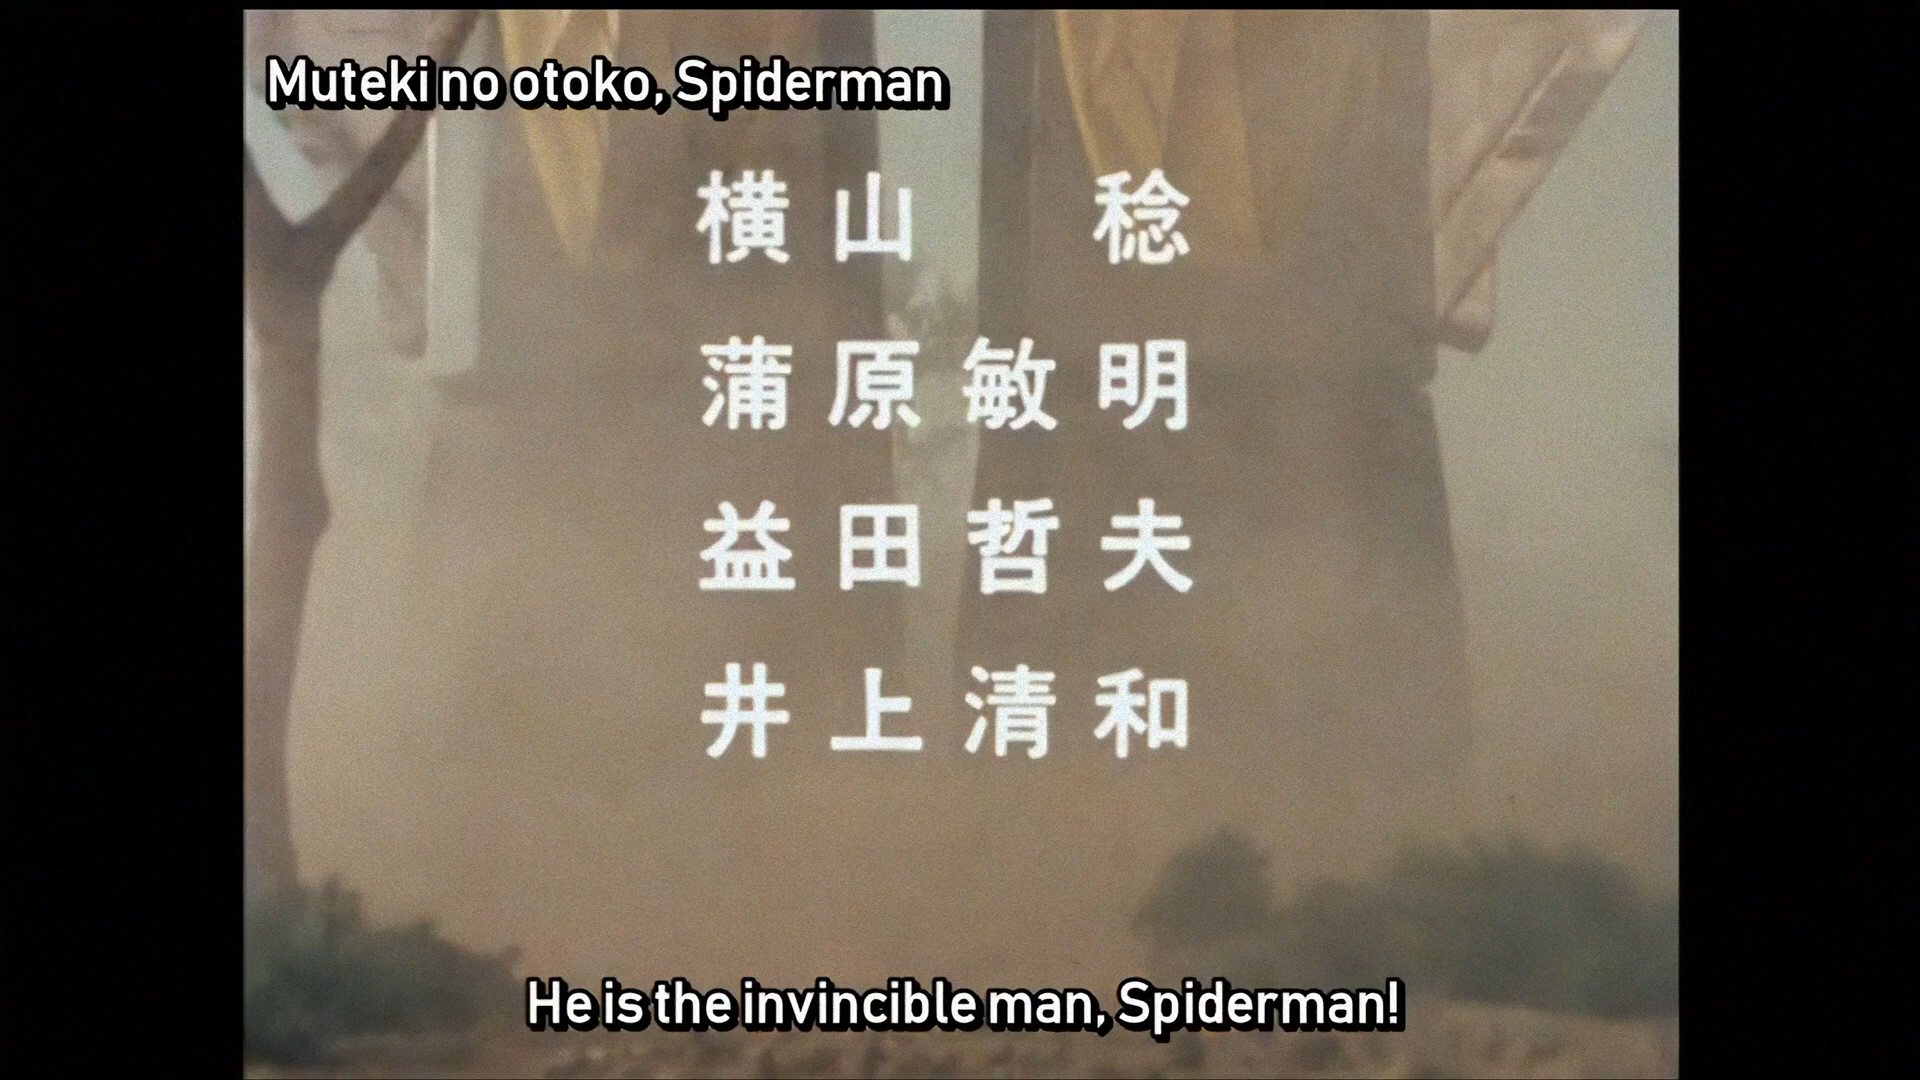 Muteki no otoko, Spiderman
横山 稔
蒲原敏明
益田哲夫
井上清和
He is the invincible man, Spiderman!